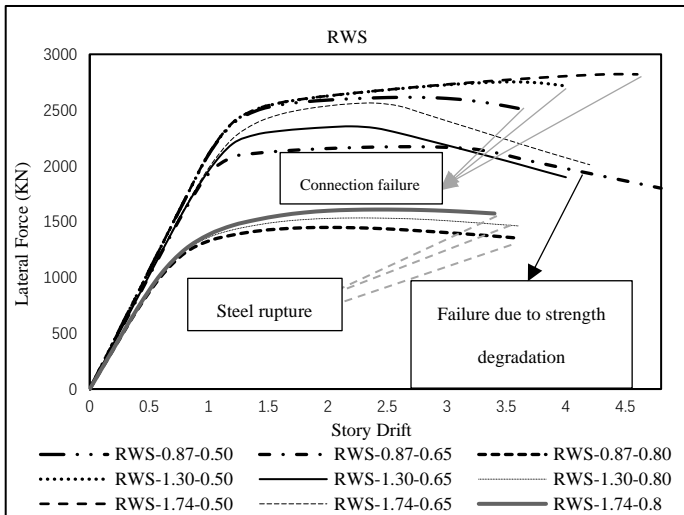 RWS
3000
2500
2000
1500
1000
500
0
Lateral Force (KN)
Connection failure
Steel rupture
Failure due to strength
degradation
0 0.5 1 1.5 2 2.5 3 3.5 4 4.5
Story Drift
RWS-0.87-0.50 RWS-0.87-0.65 RWS-0.87-0.80
RWS-1.30-0.50 RWS-1.30-0.65 RWS-1.30-0.80
RWS-1.74-0.50 RWS-1.74-0.65 RWS-1.74-0.8